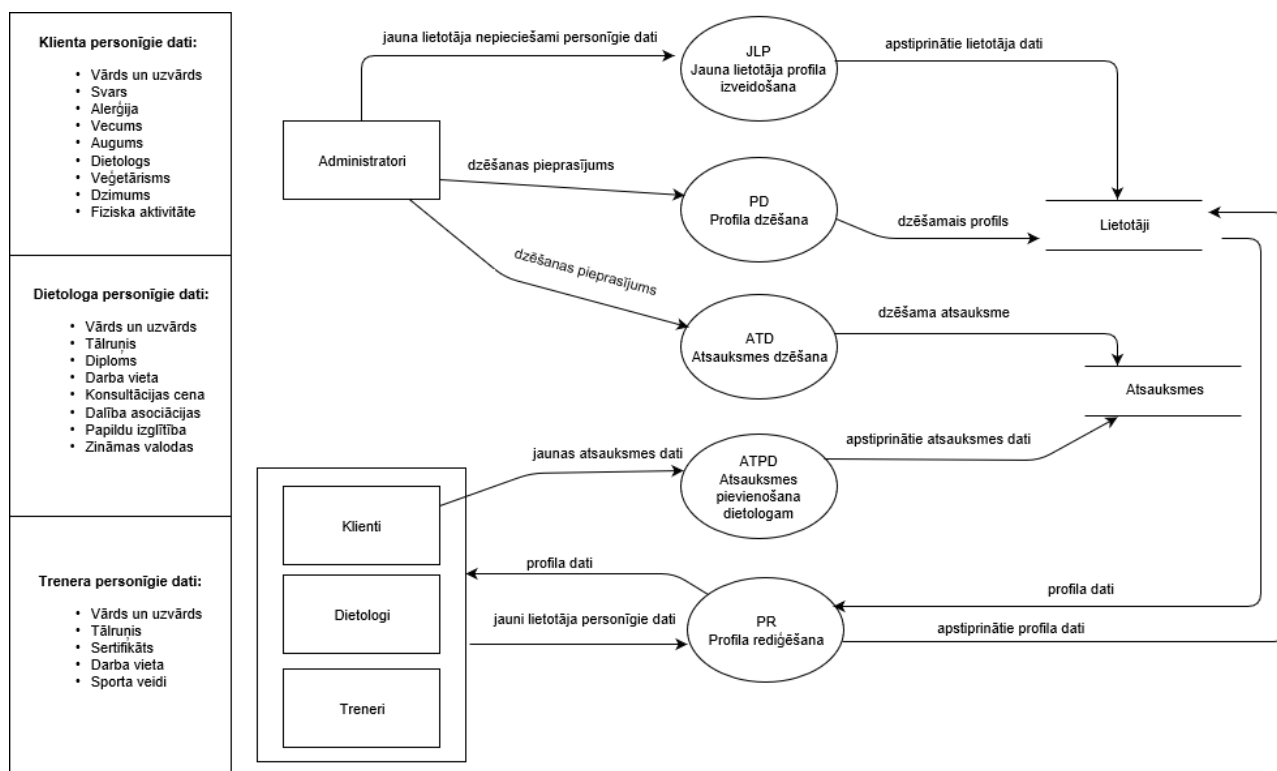 Klienta personīgie dati:
• Vārds un uzvārds
• Svars
• Alerģija
• Vecums
• Augums
• Dietologs
• Veģetārisms
• Dzimums
• Fiziska aktivitāte
Dietologa personīgie dati:
• Vārds un uzvārds
• Tālruņis
• Diploms
• Darba vieta
• Konsultācijas cena
• Dalība asociācijas
• Papildu izglītība
• Zināmas valodas
Trenera personīgie dati:
• Vārds un uzvārds
• Tālruņis
• Sertifikāts
• Darba vieta
• Sporta veidi
jauna lietotāja nepieciešami personīgie dati
JLP
Jauna lietotāja profila
izveidošana
apstiprinātie lietotāja dati
Administratori
dzēšanas pieprasījums
PD
Profila dzēšana
dzēšamais profils
Lietotāji
dzēšanas pieprasījums
ATD
Atsauksmes dzēšana
dzēšama atsauksme
Atsauksmes
jaunas atsauksmes dati
ATPD
Atsauksmes
pievienošana
dietologam
apstiprinātie atsauksmes dati
Klienti
Dietologi
Treneri
profila dati
jauni lietotāja personīgie dati
PR
Profila rediģēšana
profila dati
apstiprinātie profila dati